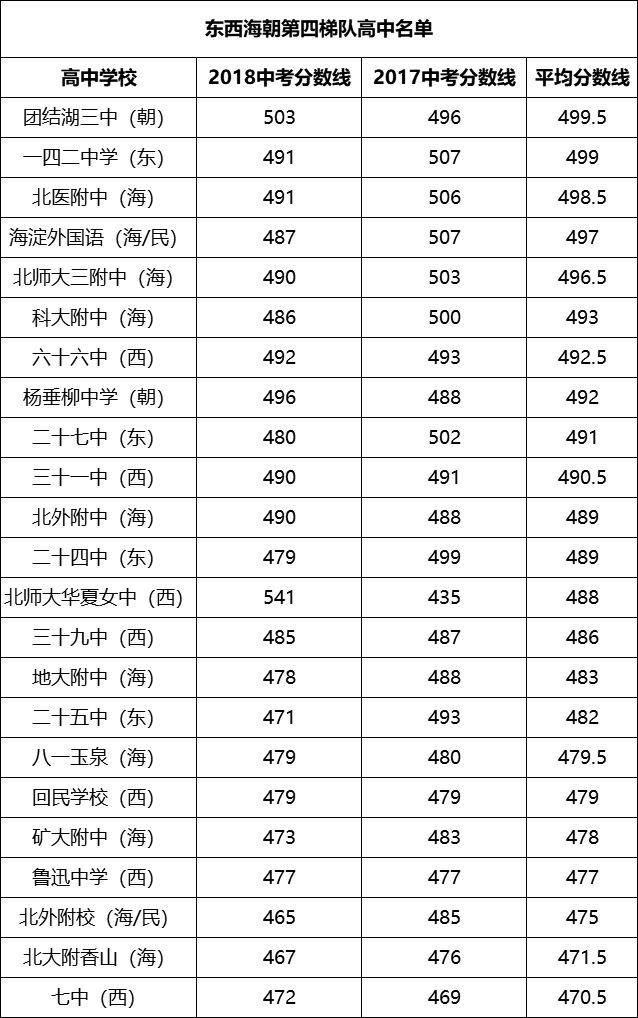 东西海朝第四梯队高中名单
高中学校 2018中考分数线 2017中考分数线 平均分数线
团结湖三中（朝） 503 496 499.5
一四二中学（东） 491 507 499
北医附中（海） 491 506 498.5
海淀外国语（海/民） 487 507 497
北师大三附中（海） 490 503 496.5
科大附中（海） 486 500 493
六十六中（西） 492 493 492.5
杨垂柳中学（朝） 496 488 492
二十七中（东） 480 502 491
三十一中（西） 490 491 490.5
北外附中（海） 490 488 489
二十四中（东） 479 499 489
北师大华夏女中（西） 541 435 488
三十九中（西） 485 487 486
地大附中（海） 478 488 483
二十五中（东） 471 493 482
八一玉泉（海） 479 480 479.5
回民学校（西） 479 479 479
矿大附中（海） 473 483 478
鲁迅中学（西） 477 477 477
北外附校（海/民） 465 485 475
北大附香山（海） 467 476 471.5
七中（西） 472 469 470.5